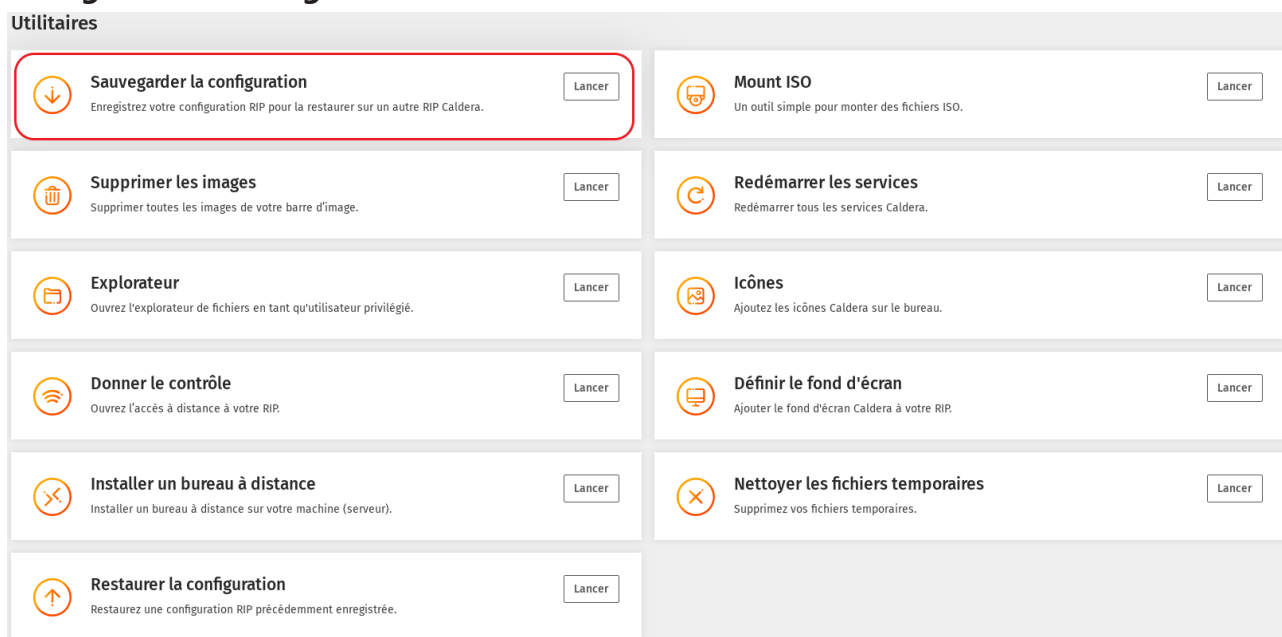 Utilitaires
Sauvegarder la configuration
Lancer
Enregistrez votre configuration RIP pour la restaurer sur un autre RIP Caldera.
Mount ISO
Lancer
Un outil simple pour monter des fichiers ISO.
Supprimer les images
Lancer
Supprimer toutes les images de votre barre d’image.
Redémarrer les services
Lancer
Redémarrer tous les services Caldera.
Explorateur
Lancer
Ouvrez l'explorateur de fichiers en tant qu'utilisateur privilégié.
Icônes
Lancer
Ajoutez les icônes Caldera sur le bureau.
Donner le contrôle
Lancer
Ouvrez l’accès à distance à votre RIP.
Définir le fond d'écran
Lancer
Ajouter le fond d'écran Caldera à votre RIP.
Installer un bureau à distance
Lancer
Installer un bureau à distance sur votre machine (serveur).
Nettoyer les fichiers temporaires
Lancer
Supprimez vos fichiers temporaires.
Restaurer la configuration
Lancer
Restaurez une configuration RIP précédemment enregistrée.